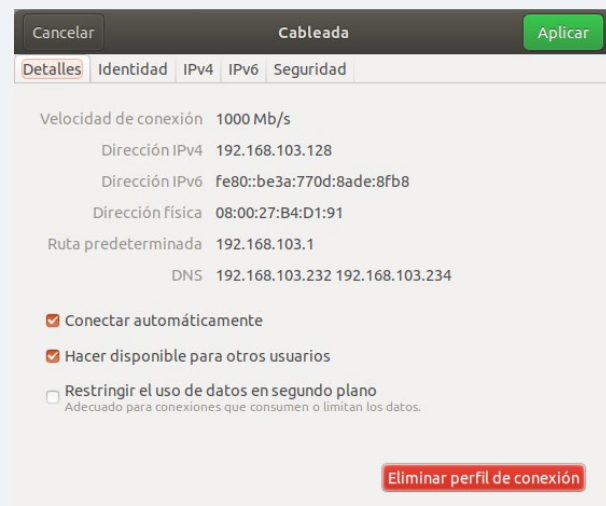 Cancelar Cableada Aplicar
Detalles Identidad IPv4 IPv6 Seguridad
Velocidad de conexión 1000 Mb/s
Dirección IPv4 192.168.103.128
Dirección IPv6 fe80::be3a:770d:8ade:8fb8
Dirección física 08:00:27:B4:D1:91
Ruta predeterminada 192.168.103.1
DNS 192.168.103.232 192.168.103.234
Conectar automáticamente
Hacer disponible para otros usuarios
Restringir el uso de datos en segundo plano
Adecuado para conexiones que consumen o limitan los datos.
Eliminar perfil de conexión